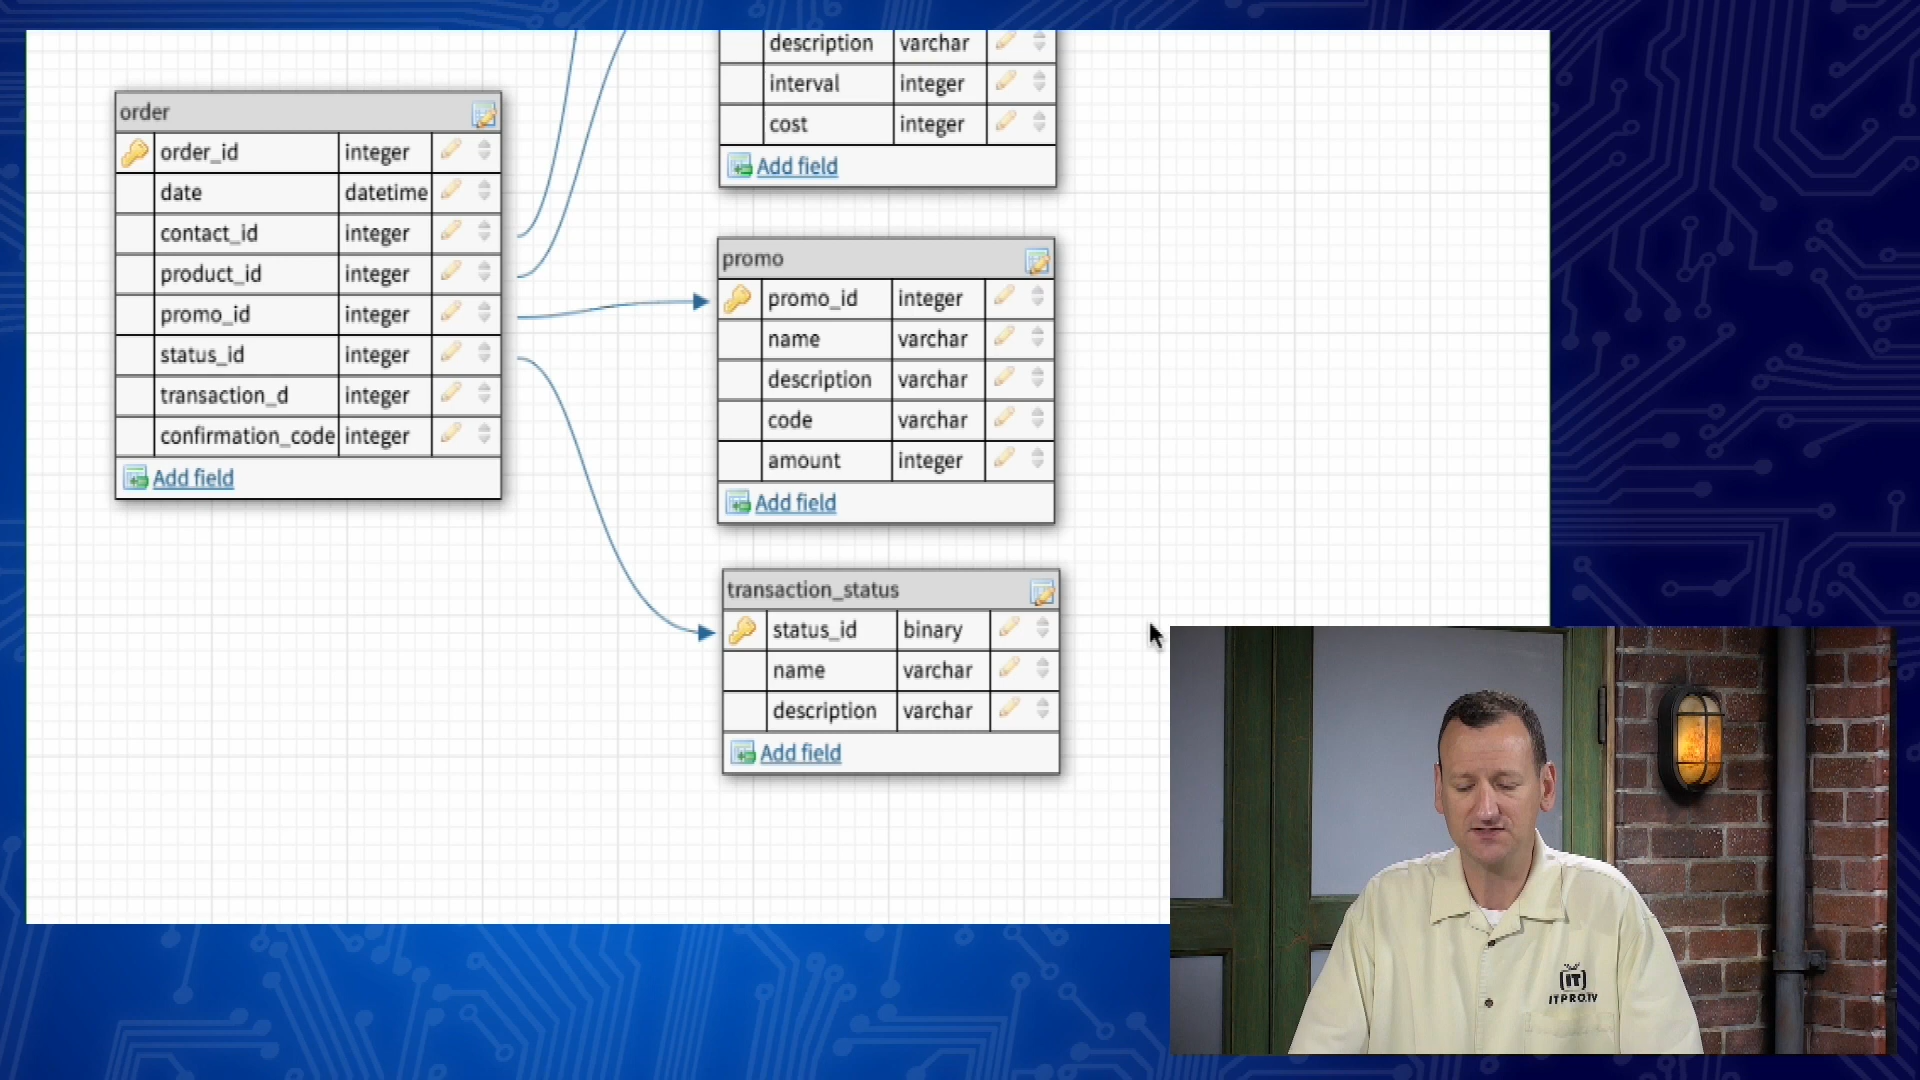 description varchar
interval integer
cost integer
Add field
order
order_id integer
date datetime
contact_id integer
product_id integer
promo_id integer
status_id integer
transaction_d integer
confirmation_code integer
Add field
promo
promo_id integer
name varchar
description varchar
code varchar
amount integer
Add field
transaction_status
status_id binary
name varchar
description varchar
Add field
IT
ITPRO.TV